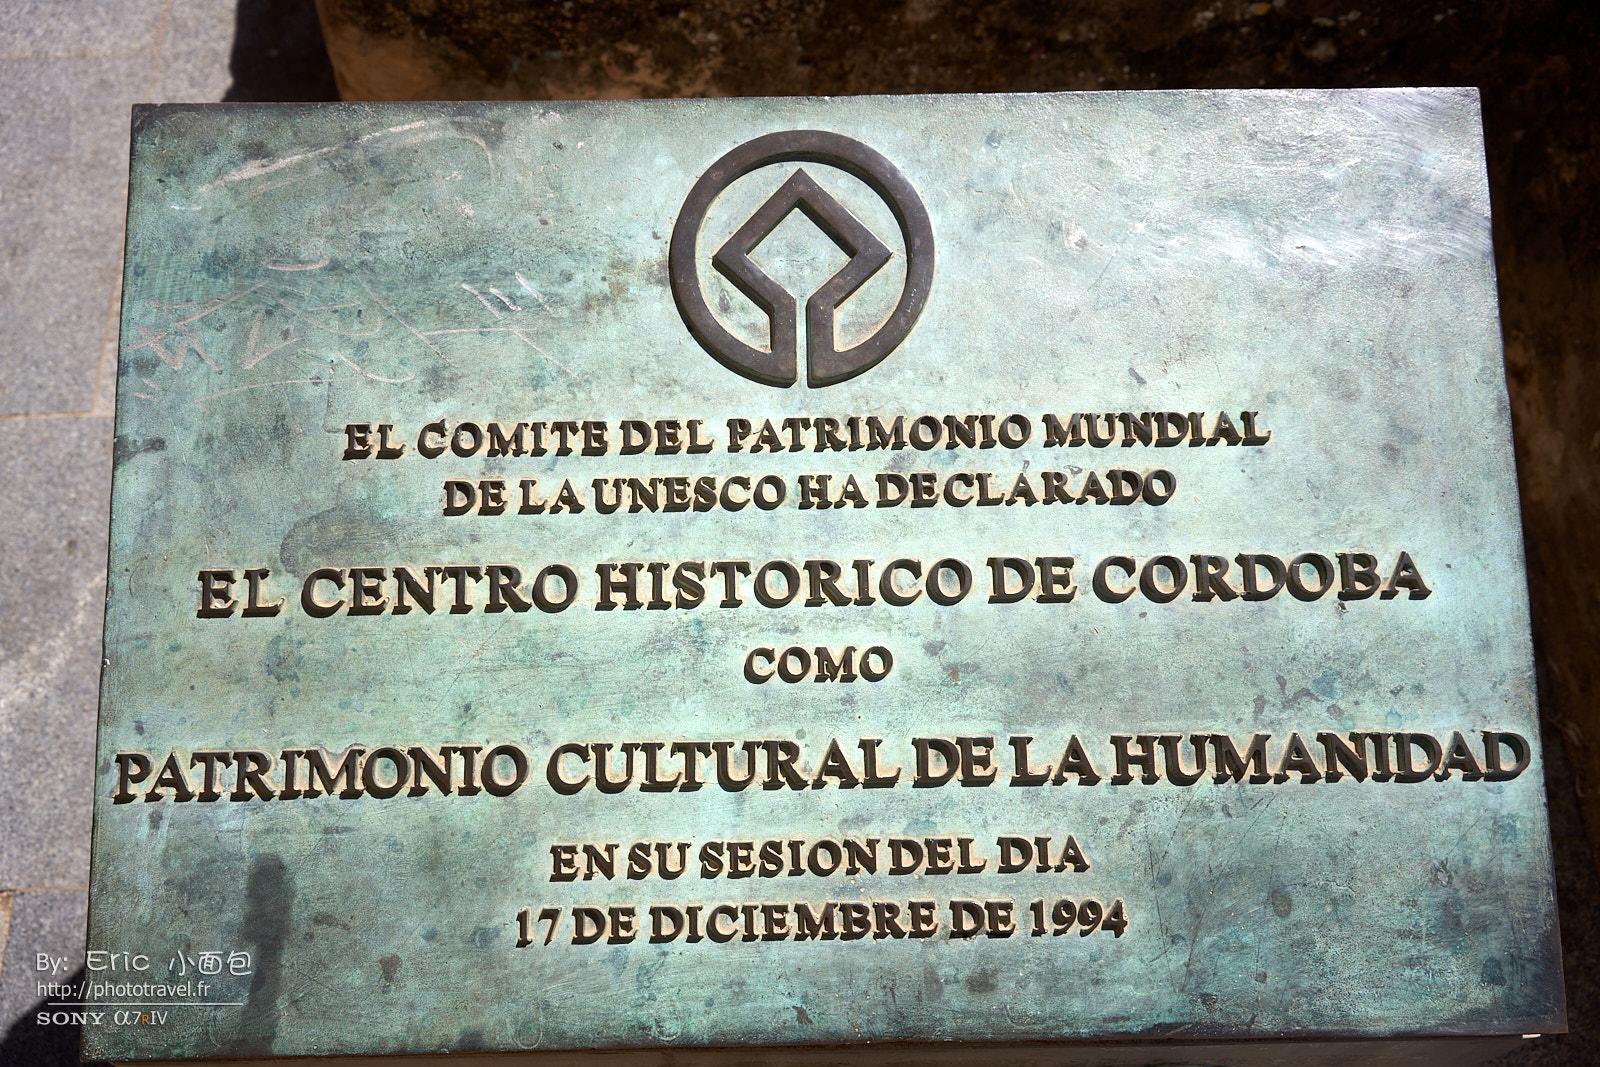 EL COMITE DEL PATRIMONIO MUNDIAL
DE LA UNESCO HA DECLARADO
EL CENTRO HISTORICO DE CORDOBA
COMO
PATRIMONIO CULTURAL DE LA HUMANIDAD
EN SU SESION DEL DIA
17 DE DICIEMBRE DE 1994
By: Eric 小面包
http://phototravel.fr
SONY α7RIV